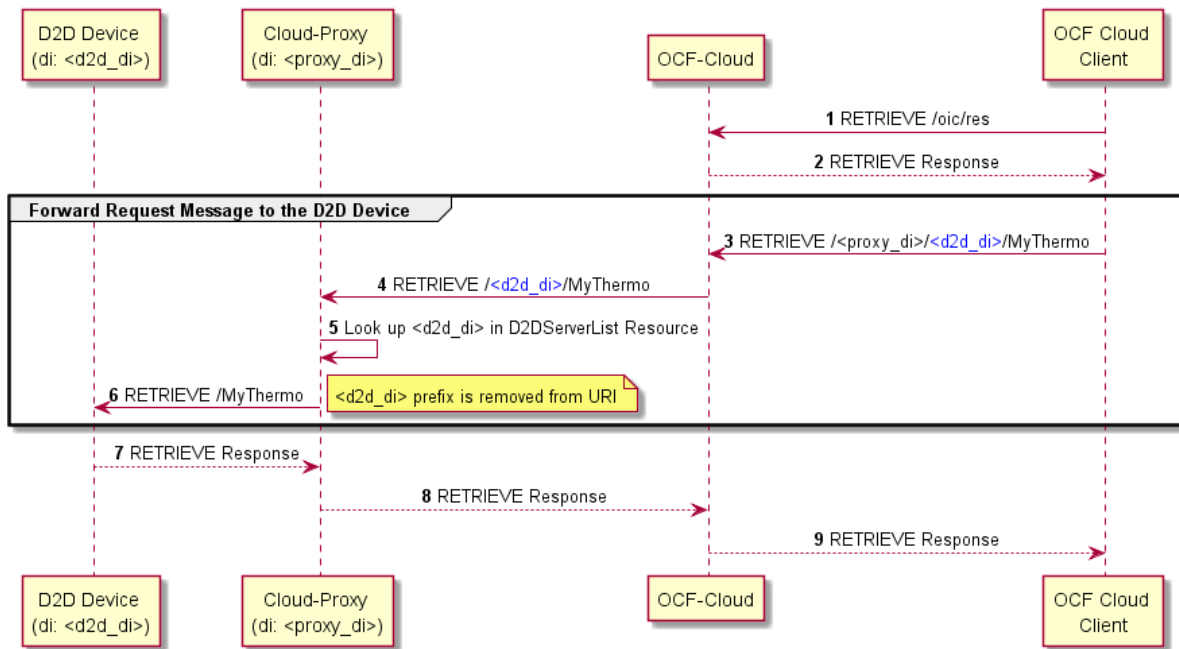 D2D Device
(di: <d2d_di>)
Cloud-Proxy
(di: <proxy_di>)
OCF-Cloud
OCF Cloud
Client
1 RETRIEVE /oic/res
2 RETRIEVE Response
Forward Request Message to the D2D Device
3 RETRIEVE /<proxy_di>/<d2d_di>/MyThermo
4 RETRIEVE /<d2d_di>/MyThermo
5 Look up <d2d_di> in D2DServerList Resource
6 RETRIEVE /MyThermo
<d2d_di> prefix is removed from URI
7 RETRIEVE Response
8 RETRIEVE Response
9 RETRIEVE Response
D2D Device
(di: <d2d_di>)
Cloud-Proxy
(di: <proxy_di>)
OCF-Cloud
OCF Cloud
Client